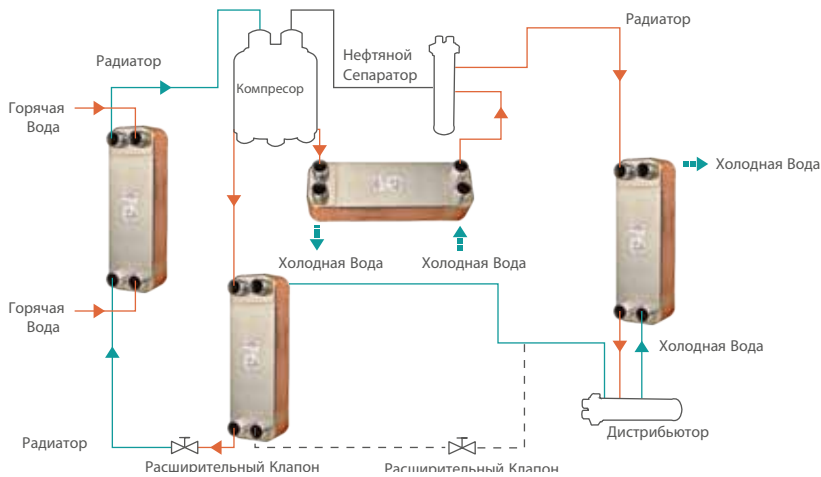 Радиатор
Нефтяной
Сепаратор
Радиатор
Компресор
Горячая
Вода
Холодная Вода
Холодная Вода
Холодная Вода
Горячая
Вода
Холодная Вода
Дистрибьютор
Радиатор
Расширительный Клапон
Расширительный Клапон